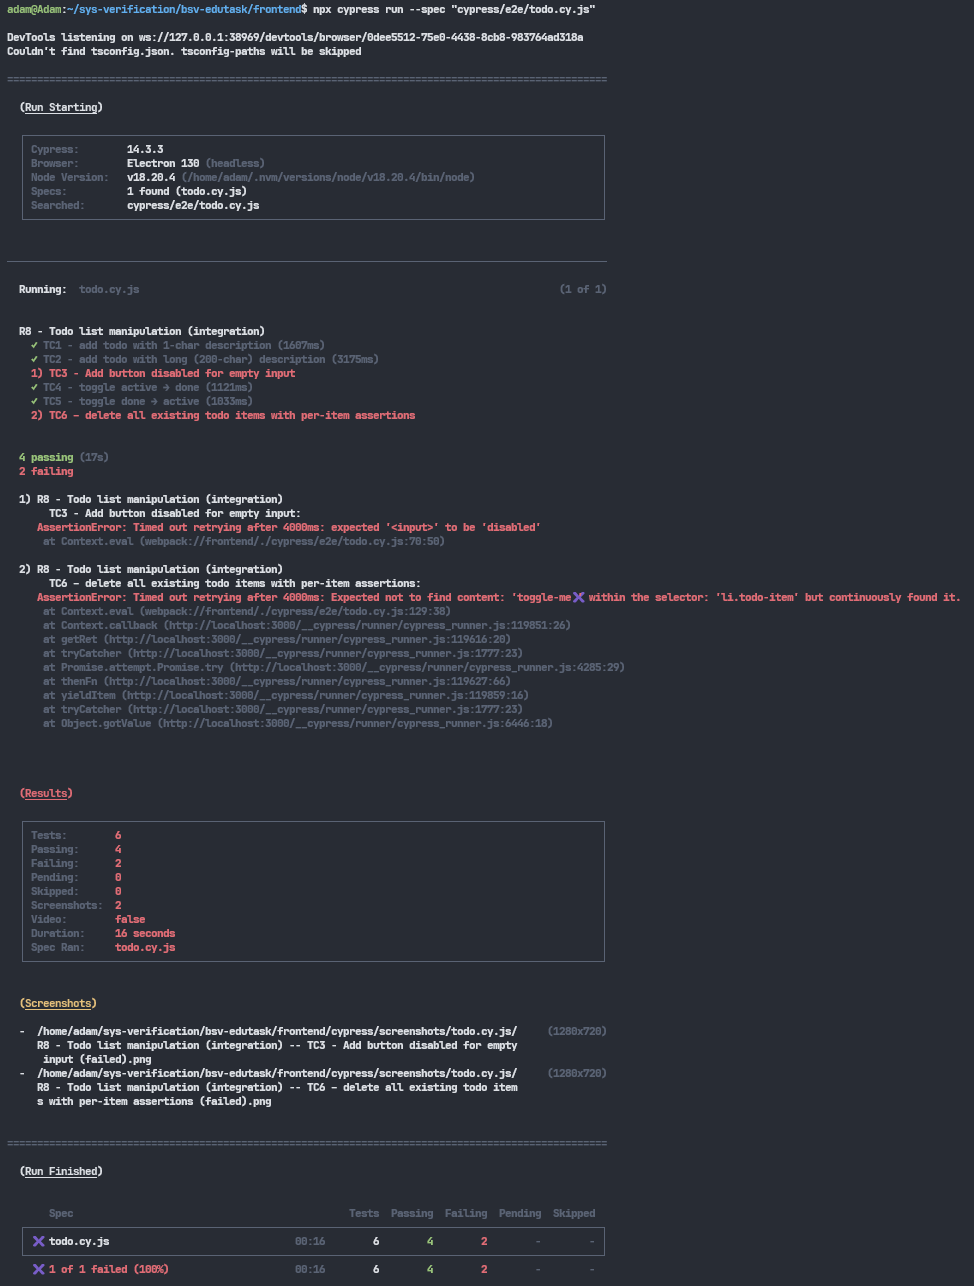 adam@Adam:~/sys-verification/bsv-edutask/frontend$ npx cypress run --spec "cypress/e2e/todo.cy.js"
DevTools listening on ws://127.0.0.1:38969/devtools/browser/0dee5512-75e0-4438-8cb8-983764ad318a
Couldn't find tsconfig.json. tsconfig-paths will be skipped
====================================================================================================
(Run Starting)
Cypress: 14.3.3
Browser: Electron 130 (headless)
Node Version: v18.20.4 (/home/adam/.nvm/versions/node/v18.20.4/bin/node)
Specs: 1 found (todo.cy.js)
Searched: cypress/e2e/todo.cy.js
Running: todo.cy.js (1 of 1)
R8 - Todo list manipulation (integration)
✓ TC1 - add todo with 1-char description (1607ms)
✓ TC2 - add todo with long (200-char) description (3175ms)
1) TC3 - Add button disabled for empty input
✓ TC4 - toggle active → done (1121ms)
✓ TC5 - toggle done → active (1033ms)
2) TC6 – delete all existing todo items with per-item assertions
4 passing (17s)
2 failing
1) R8 - Todo list manipulation (integration)
TC3 - Add button disabled for empty input:
AssertionError: Timed out retrying after 4000ms: expected '<input>' to be 'disabled'
at Context.eval (webpack://frontend/./cypress/e2e/todo.cy.js:70:50)
2) R8 - Todo list manipulation (integration)
TC6 – delete all existing todo items with per-item assertions:
AssertionError: Timed out retrying after 4000ms: Expected not to find content: 'toggle-me✖' within the selector: 'li.todo-item' but continuously found it.
at Context.eval (webpack://frontend/./cypress/e2e/todo.cy.js:129:38)
at Context.callback (http://localhost:3000/__cypress/runner/cypress_runner.js:119851:26)
at getRet (http://localhost:3000/__cypress/runner/cypress_runner.js:119616:20)
at tryCatcher (http://localhost:3000/__cypress/runner/cypress_runner.js:1777:23)
at Promise.attempt.Promise.try (http://localhost:3000/__cypress/runner/cypress_runner.js:4285:29)
at thenFn (http://localhost:3000/__cypress/runner/cypress_runner.js:119627:66)
at yieldItem (http://localhost:3000/__cypress/runner/cypress_runner.js:119859:16)
at tryCatcher (http://localhost:3000/__cypress/runner/cypress_runner.js:1777:23)
at Object.gotValue (http://localhost:3000/__cypress/runner/cypress_runner.js:6446:18)
(Results)
Tests: 6
Passing: 4
Failing: 2
Pending: 0
Skipped: 0
Screenshots: 2
Video: false
Duration: 16 seconds
Spec Ran: todo.cy.js
(Screenshots)
- /home/adam/sys-verification/bsv-edutask/frontend/cypress/screenshots/todo.cy.js/ (1280x720)
R8 - Todo list manipulation (integration) -- TC3 - Add button disabled for empty
input (failed).png
- /home/adam/sys-verification/bsv-edutask/frontend/cypress/screenshots/todo.cy.js/ (1280x720)
R8 - Todo list manipulation (integration) -- TC6 – delete all existing todo item
s with per-item assertions (failed).png
====================================================================================================
(Run Finished)
Spec Tests Passing Failing Pending Skipped
✖ todo.cy.js 00:16 6 4 2 - -
✖ 1 of 1 failed (100%) 00:16 6 4 2 - -